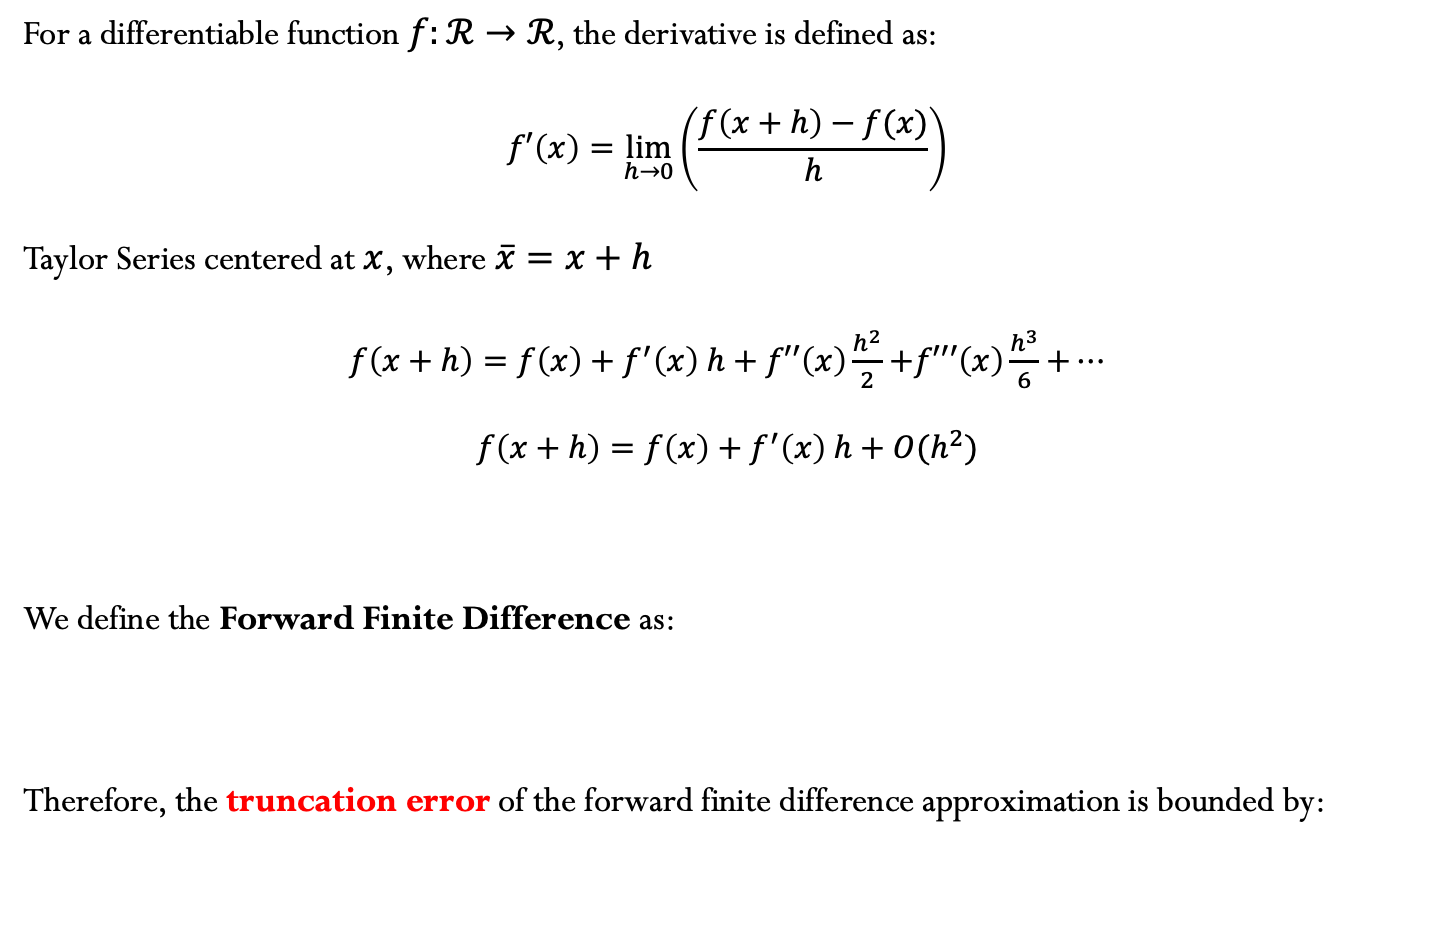 For a differentiable function f: ℛ → ℛ, the derivative is defined as:
f'(x) = lim_{h→0} ( (f(x + h) − f(x)) / h )
Taylor Series centered at x, where x̄ = x + h
f(x + h) = f(x) + f'(x) h + f''(x) h²/2 + f'''(x) h³/6 + ⋯
f(x + h) = f(x) + f'(x) h + O(h²)
We define the Forward Finite Difference as:
Therefore, the truncation error of the forward finite difference approximation is bounded by: